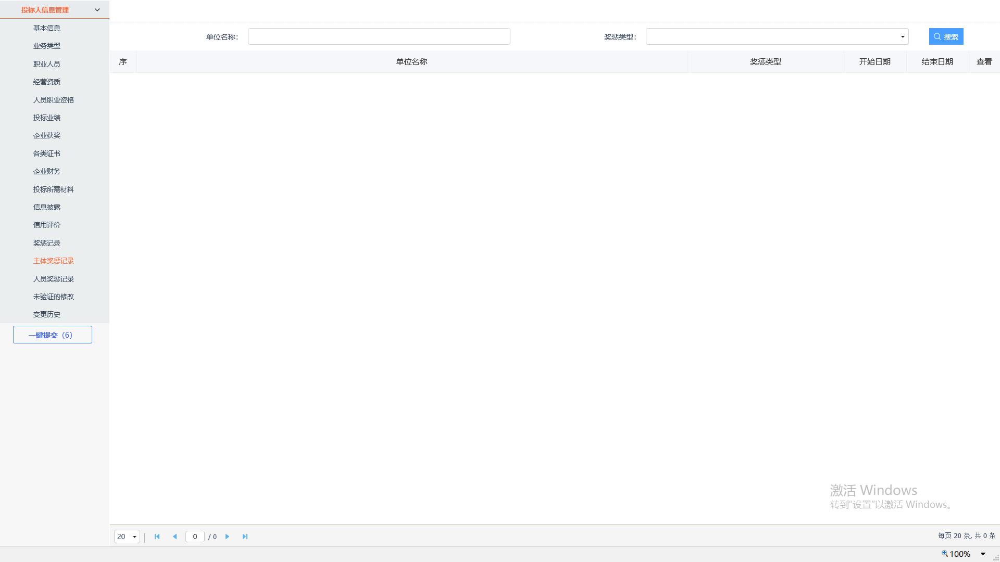 投标人信息管理
基本信息
业务类型
职业人员
经营资质
人员职业资格
投标业绩
企业获奖
各类证书
企业财务
投标所需材料
信息披露
信用评价
奖惩记录
主体奖惩记录
人员奖惩记录
未验证的修改
变更历史
一键提交（6）
单位名称： 奖惩类型： 搜索
序 单位名称 奖惩类型 开始日期 结束日期 查看
激活 Windows
转到“设置”以激活 Windows。
20 0 / 0 每页 20 条, 共 0 条
100%